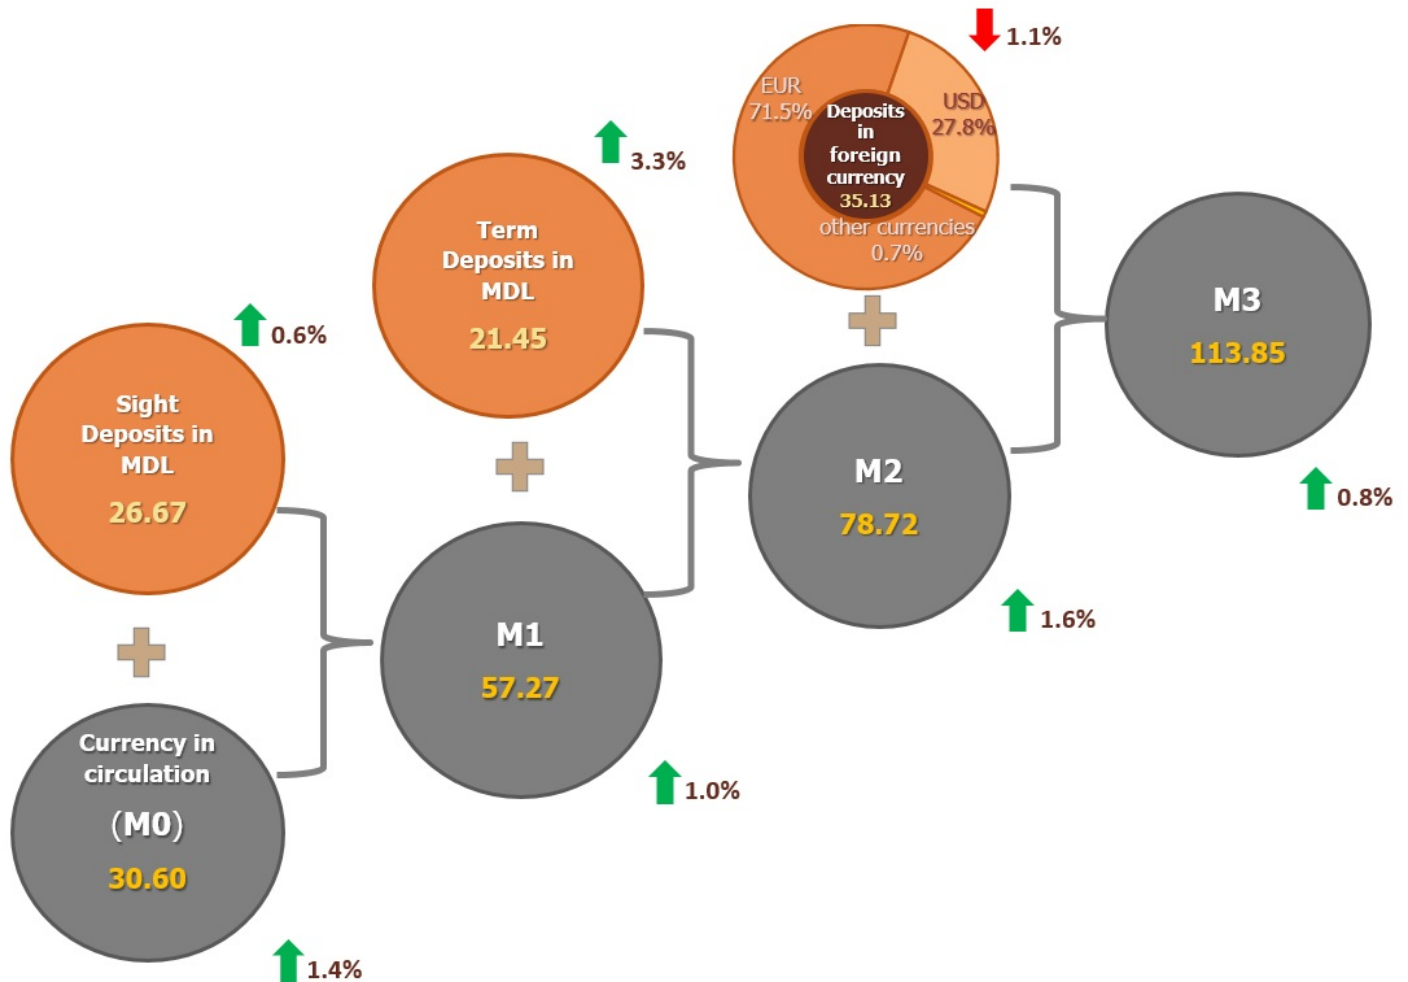 Sight
Deposits in
MDL
26.67
0.6%
Currency in
circulation
(M0)
30.60
1.4%
Term
Deposits in
MDL
21.45
3.3%
M1
57.27
1.0%
EUR
71.5%
USD
27.8%
Deposits
in
foreign
currency
35.13
other currencies
0.7%
1.1%
M2
78.72
1.6%
M3
113.85
0.8%